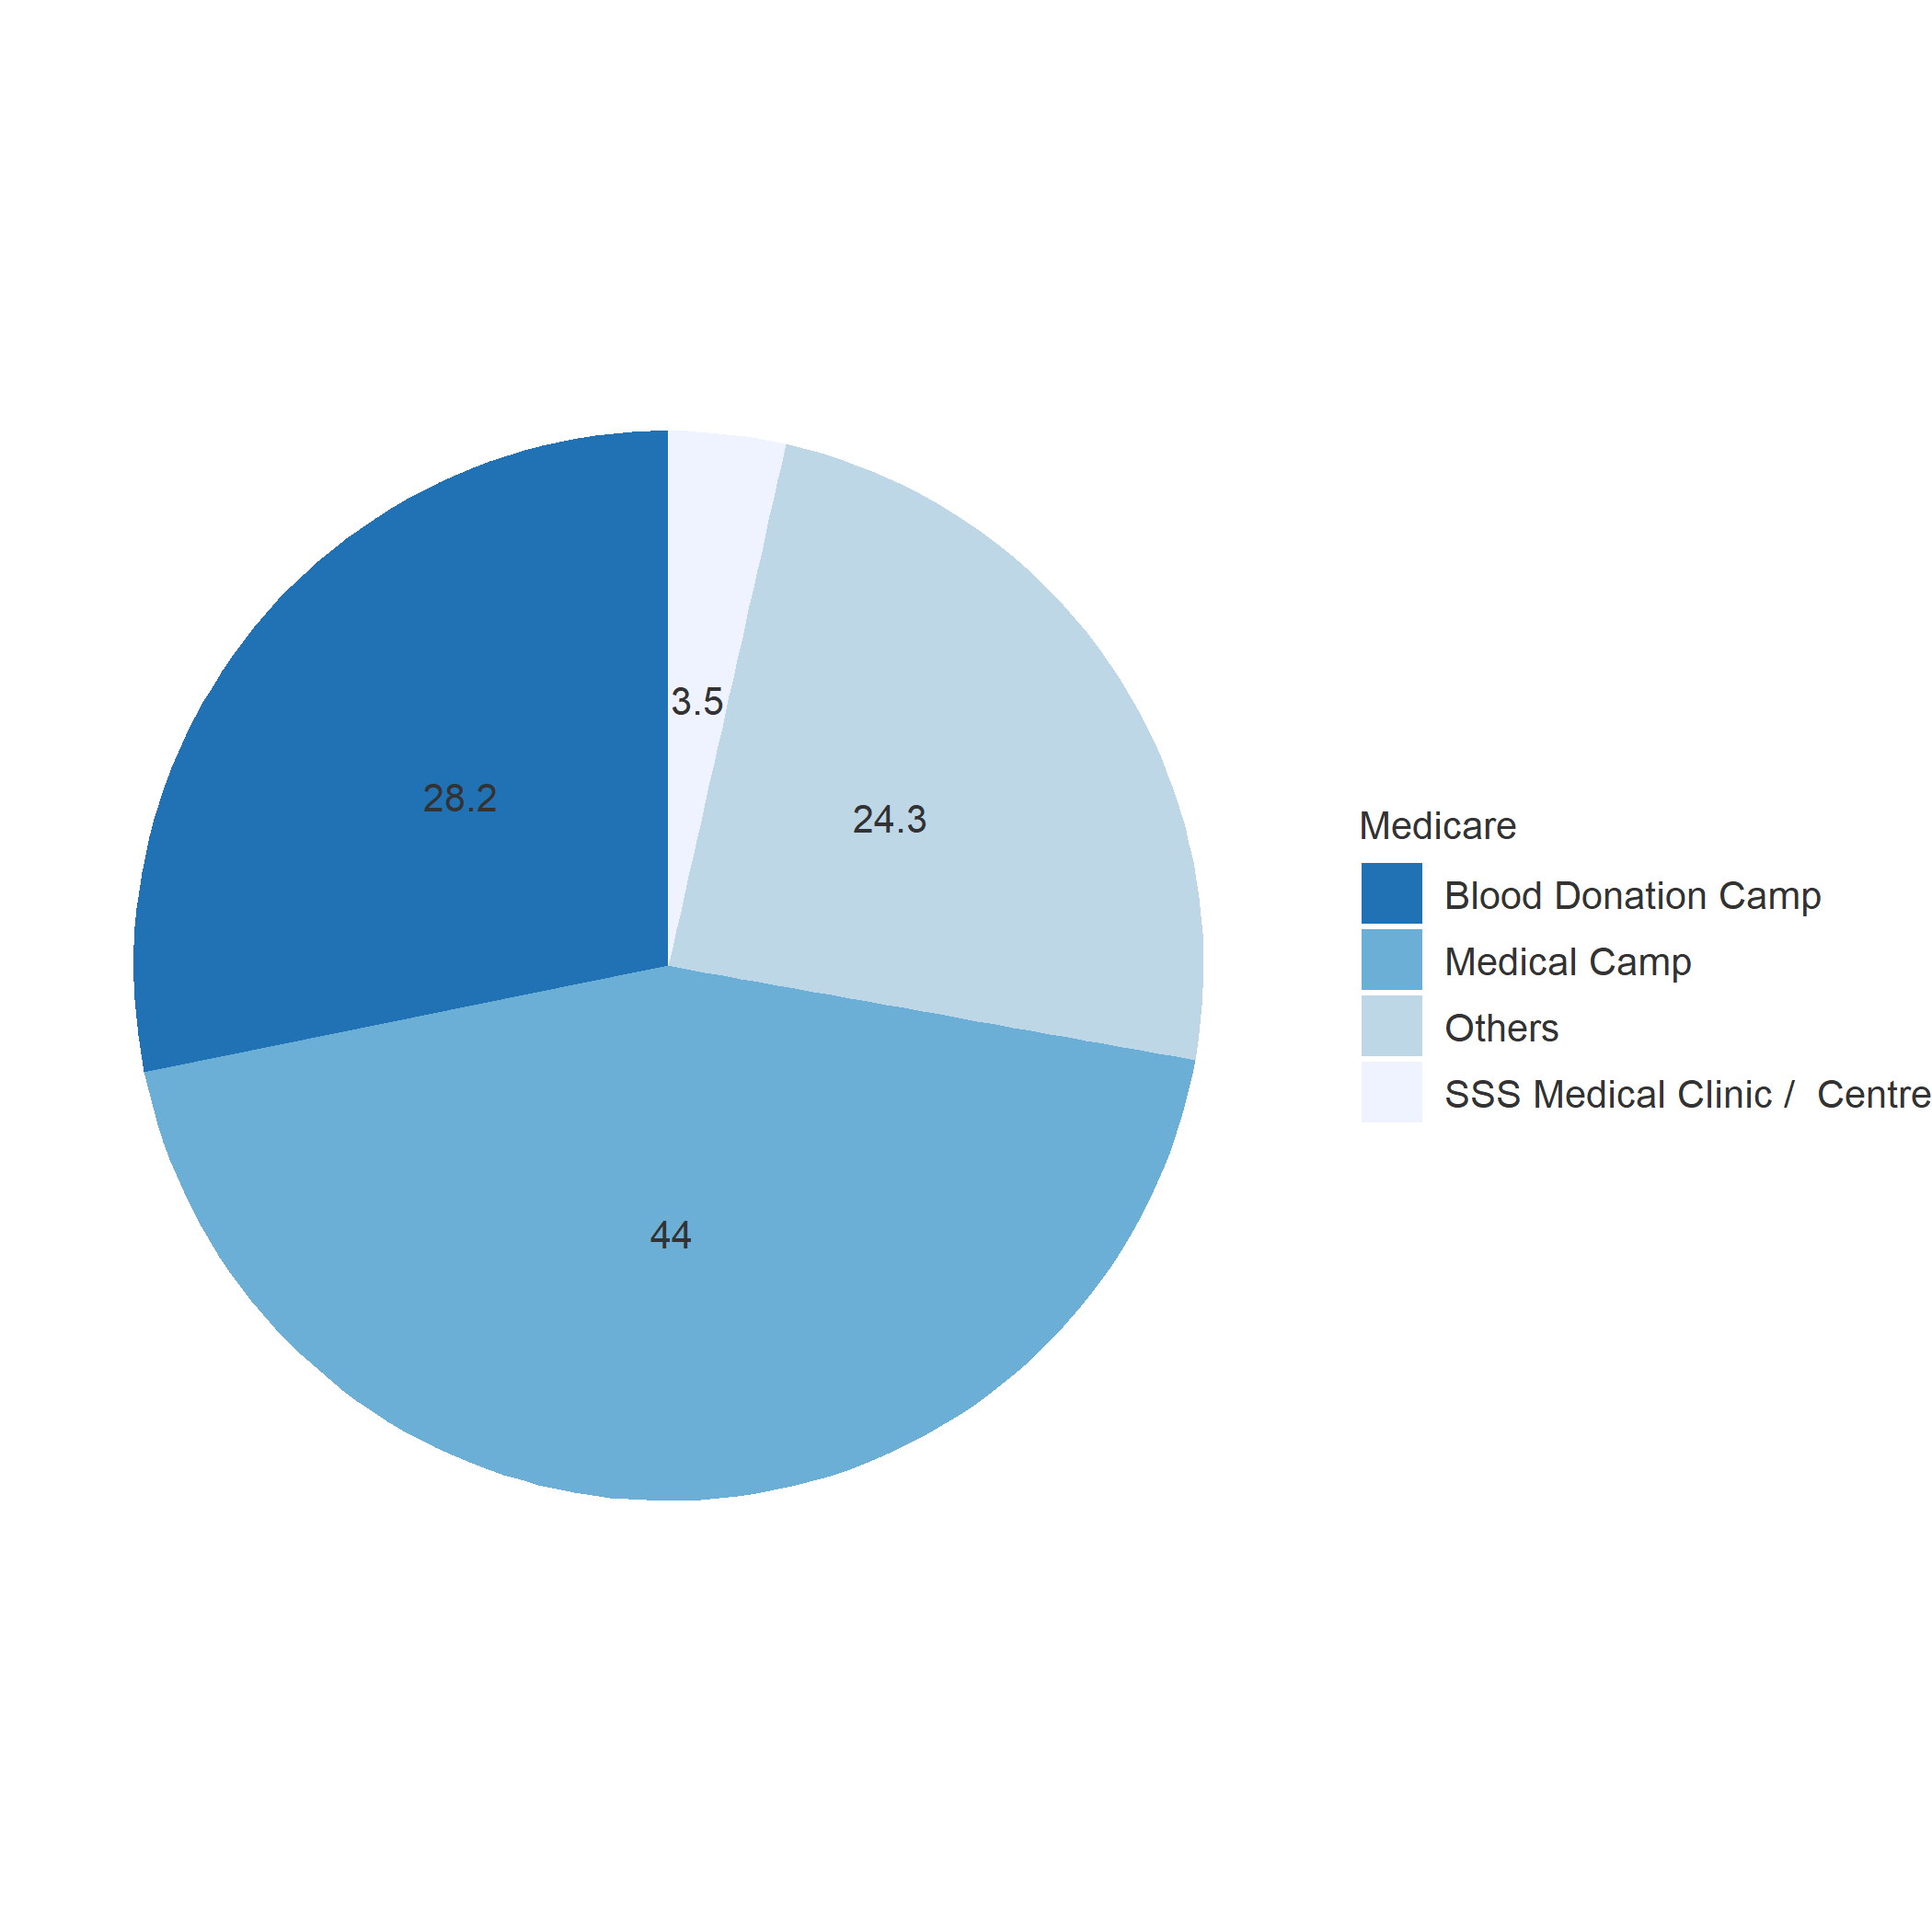 3.5
28.2
24.3
44
Medicare
Blood Donation Camp
Medical Camp
Others
SSS Medical Clinic /  Centre